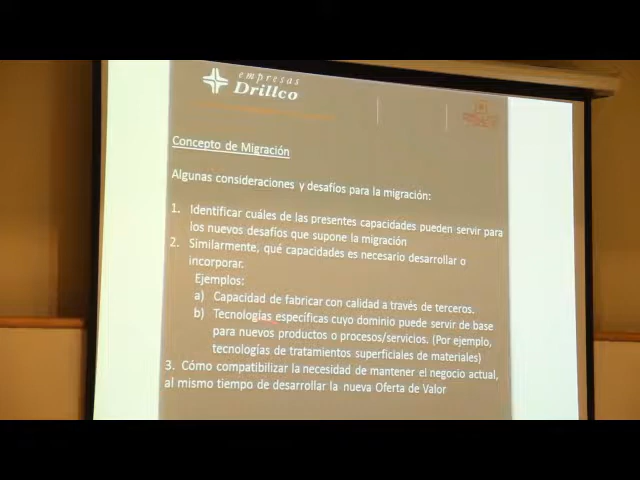 empresas
Drillco
Concepto de Migración
Algunas consideraciones y desafíos para la migración:
1. Identificar cuáles de las presentes capacidades pueden servir para
los nuevos desafíos que supone la migración
2. Similarmente, qué capacidades es necesario desarrollar o
incorporar.
Ejemplos:
a) Capacidad de fabricar con calidad a través de terceros.
b) Tecnologías específicas cuyo dominio puede servir de base
para nuevos productos o procesos/servicios. (Por ejemplo,
tecnologías de tratamientos superficiales de materiales)
3. Cómo compatibilizar la necesidad de mantener el negocio actual,
al mismo tiempo de desarrollar la nueva Oferta de Valor